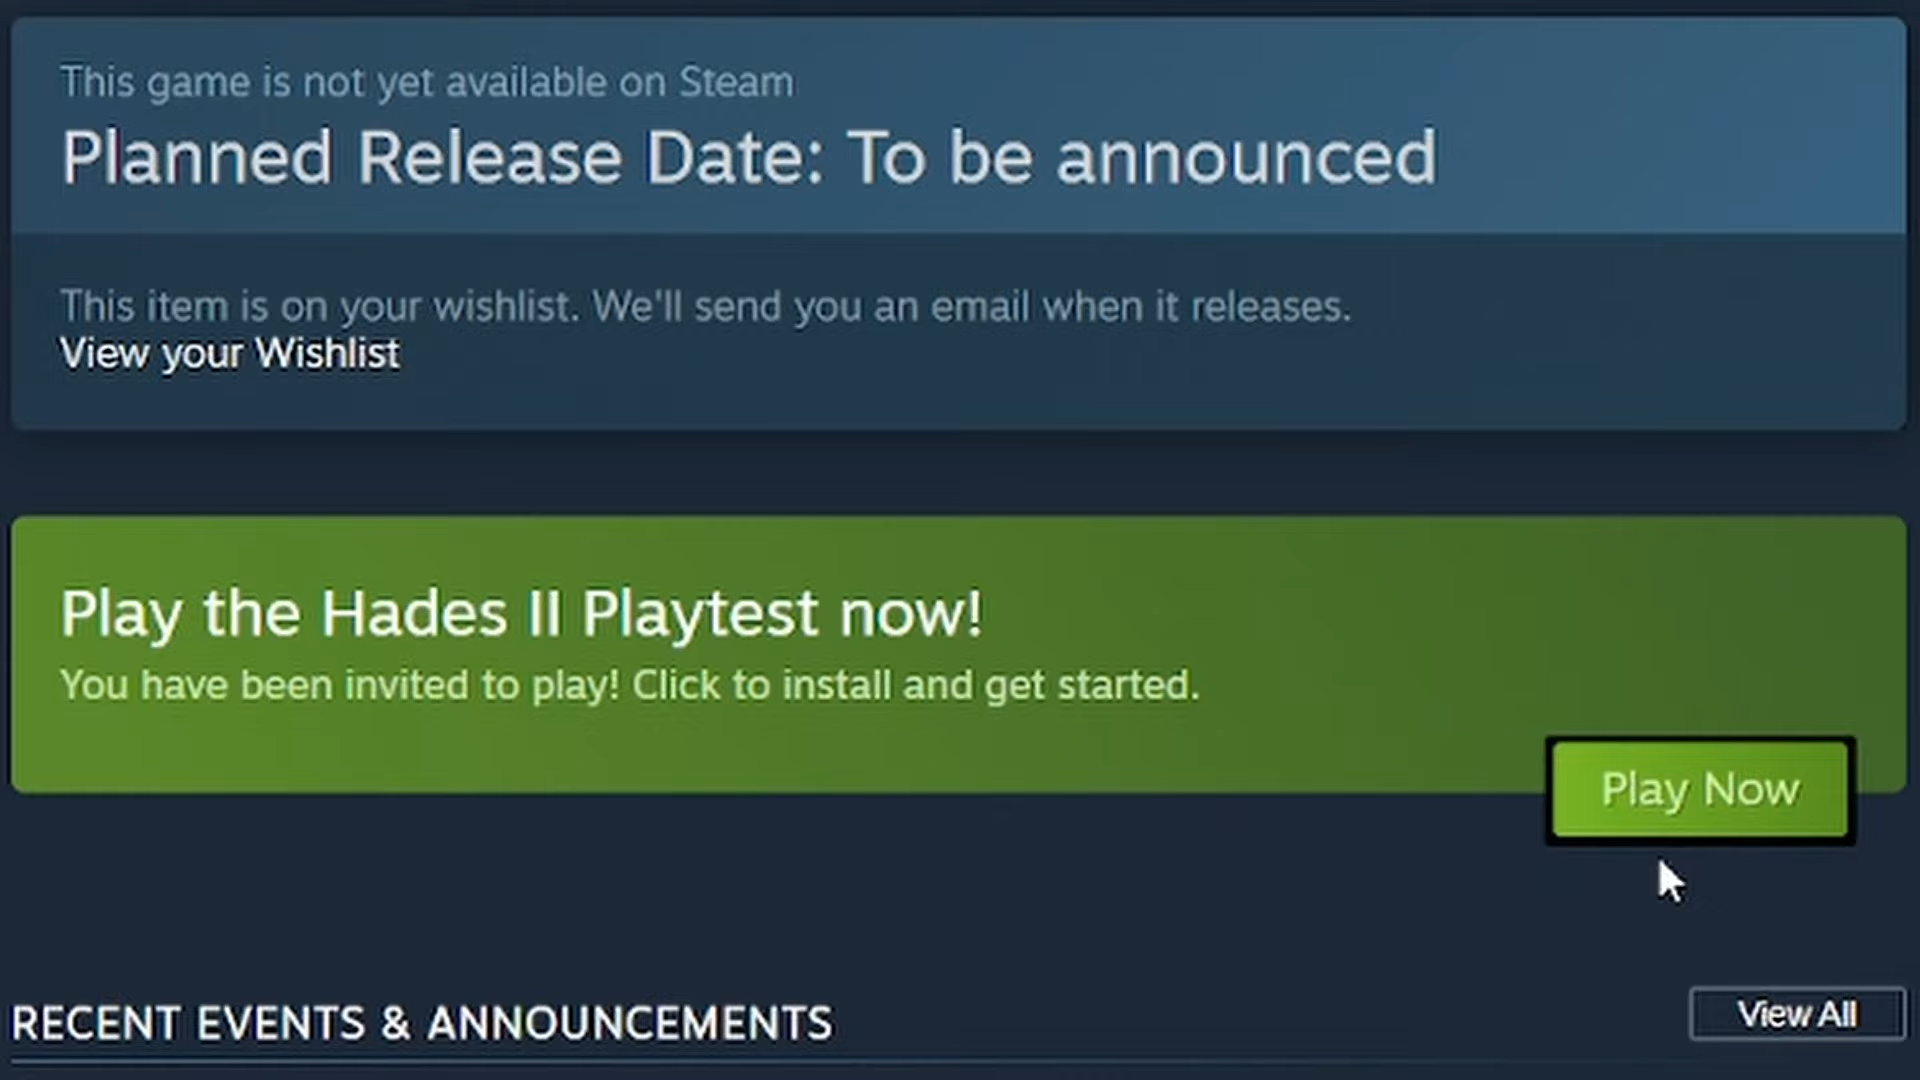 This game is not yet available on Steam
Planned Release Date: To be announced
This item is on your wishlist. We'll send you an email when it releases.
View your Wishlist
Play the Hades II Playtest now!
You have been invited to play! Click to install and get started.
Play Now
RECENT EVENTS & ANNOUNCEMENTS
View All